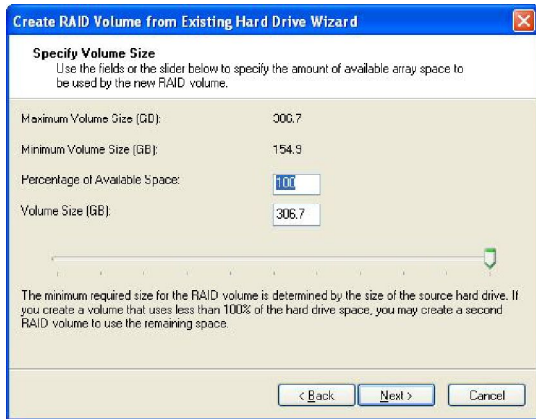 Create RAID Volume from Existing Hard Drive Wizard
Specify Volume Size
Use the fields or the slider below to specify the amount of available array space to
be used by the new RAID volume.
Maximum Volume Size (GB): 306.7
Minimum Volume Size (GB): 154.9
Percentage of Available Space: 100
Volume Size (GB): 306.7
The minimum required size for the RAID volume is determined by the size of the source hard drive. If
you create a volume that uses less than 100% of the hard drive space, you may create a second
RAID volume to use the remaining space.
< Back Next > Cancel